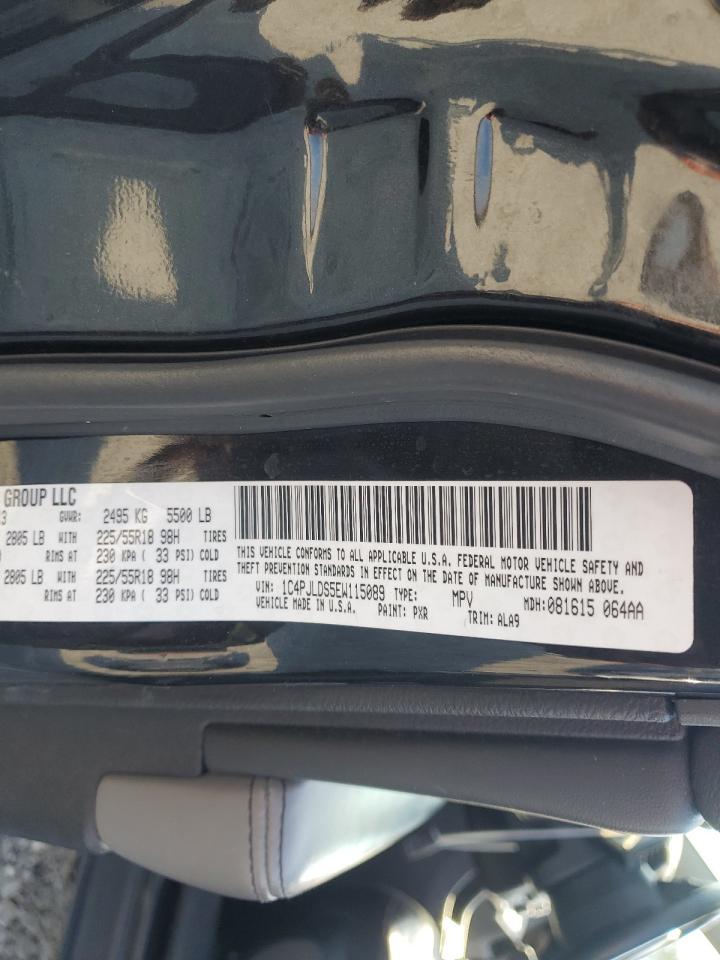 GROUP LLC
3 GVWR: 2495 KG 5500 LB
2805 LB WITH 225/55R18 98H TIRES
RIMS AT 230 KPA ( 33 PSI) COLD
2805 LB WITH 225/55R18 98H TIRES
RIMS AT 230 KPA ( 33 PSI) COLD
THIS VEHICLE CONFORMS TO ALL APPLICABLE U.S.A. FEDERAL MOTOR VEHICLE SAFETY AND
THEFT PREVENTION STANDARDS IN EFFECT ON THE DATE OF MANUFACTURE SHOWN ABOVE.
VIN: 1C4PJLDS5EW115089 TYPE: MPV MDH:081615 064AA
VEHICLE MADE IN U.S.A. PAINT: PXR TRIM: ALA9